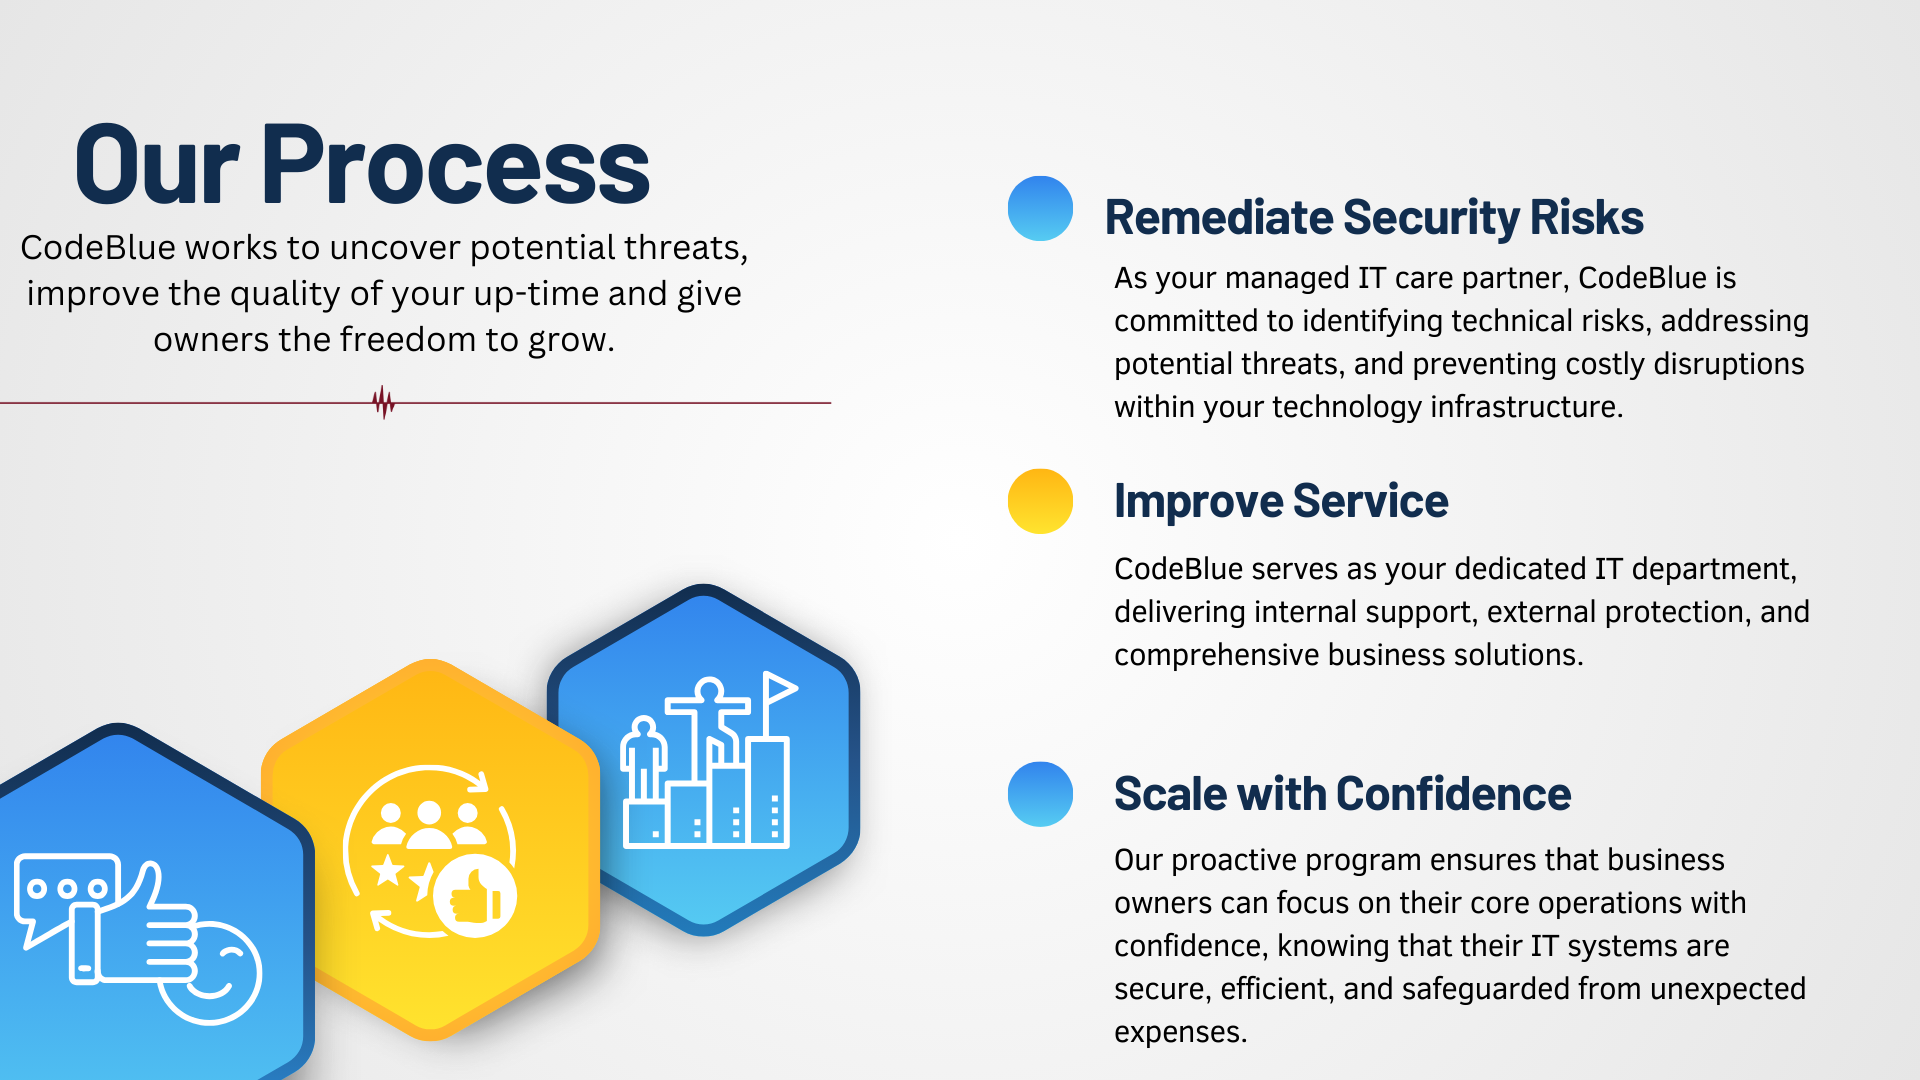 Our Process
CodeBlue works to uncover potential threats,
improve the quality of your up-time and give
owners the freedom to grow.
Remediate Security Risks
As your managed IT care partner, CodeBlue is
committed to identifying technical risks, addressing
potential threats, and preventing costly disruptions
within your technology infrastructure.
Improve Service
CodeBlue serves as your dedicated IT department,
delivering internal support, external protection, and
comprehensive business solutions.
Scale with Confidence
Our proactive program ensures that business
owners can focus on their core operations with
confidence, knowing that their IT systems are
secure, efficient, and safeguarded from unexpected
expenses.